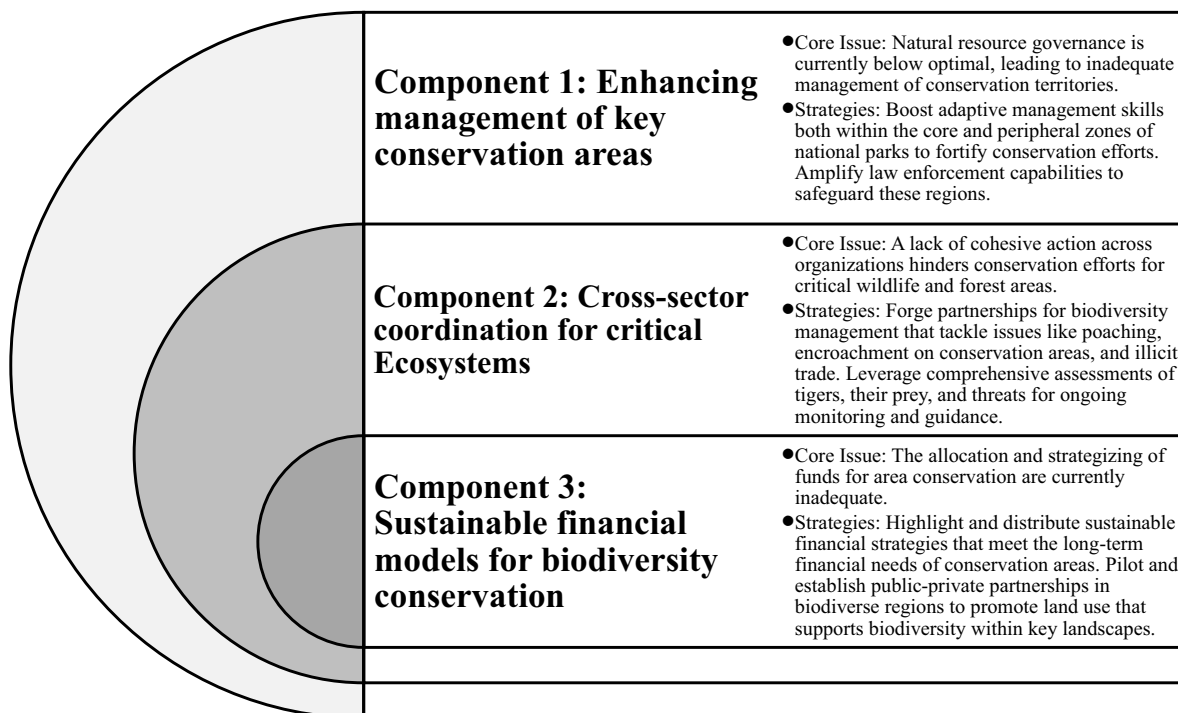 Component 1: Enhancing
management of key
conservation areas
●Core Issue: Natural resource governance is
currently below optimal, leading to inadequate
management of conservation territories.
●Strategies: Boost adaptive management skills
both within the core and peripheral zones of
national parks to fortify conservation efforts.
Amplify law enforcement capabilities to
safeguard these regions.
Component 2: Cross-sector
coordination for critical
Ecosystems
●Core Issue: A lack of cohesive action across
organizations hinders conservation efforts for
critical wildlife and forest areas.
●Strategies: Forge partnerships for biodiversity
management that tackle issues like poaching,
encroachment on conservation areas, and illicit
trade. Leverage comprehensive assessments of
tigers, their prey, and threats for ongoing
monitoring and guidance.
Component 3:
Sustainable financial
models for biodiversity
conservation
●Core Issue: The allocation and strategizing of
funds for area conservation are currently
inadequate.
●Strategies: Highlight and distribute sustainable
financial strategies that meet the long-term
financial needs of conservation areas. Pilot and
establish public-private partnerships in
biodiverse regions to promote land use that
supports biodiversity within key landscapes.